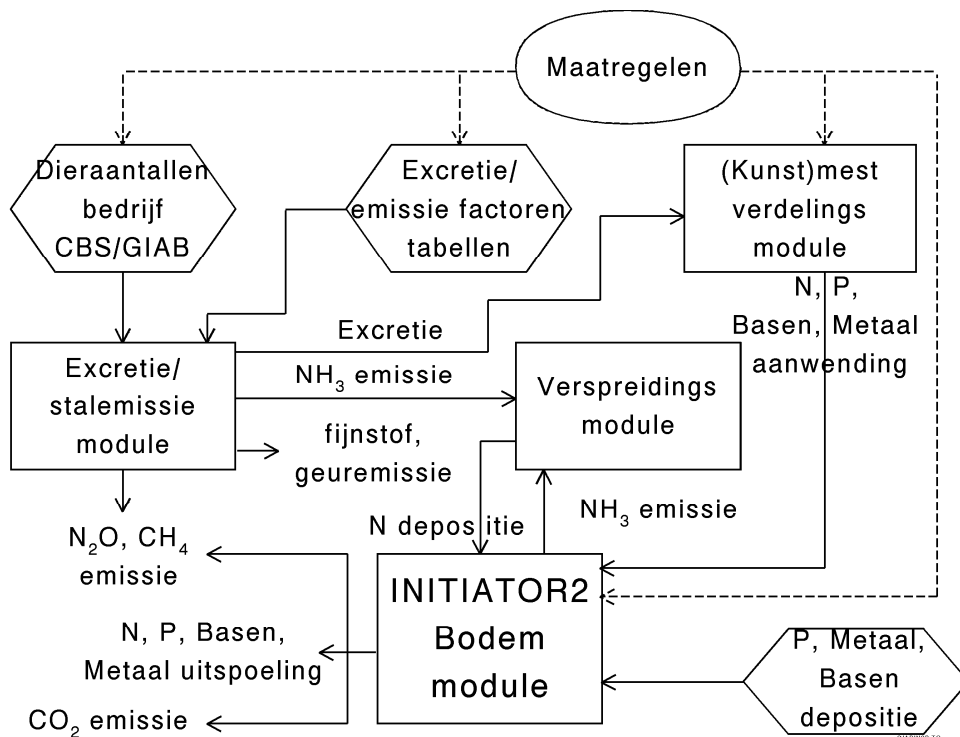 Maatregelen
Dieraantallen
bedrijf
CBS/GIAB
Excretie/
emissie factoren
tabellen
(Kunst)mest
verdelings
module
N, P,
Basen, Metaal
aanwending
Excretie
NH₃ emissie
Excretie/
stalemissie
module
Verspreidings
module
fijnstof,
geuremissie
N depositie
NH₃ emissie
N₂O, CH₄
emissie
INITIATOR2
Bodem
module
N, P, Basen,
Metaal uitspoeling
CO₂ emissie
P, Metaal,
Basen
depositie